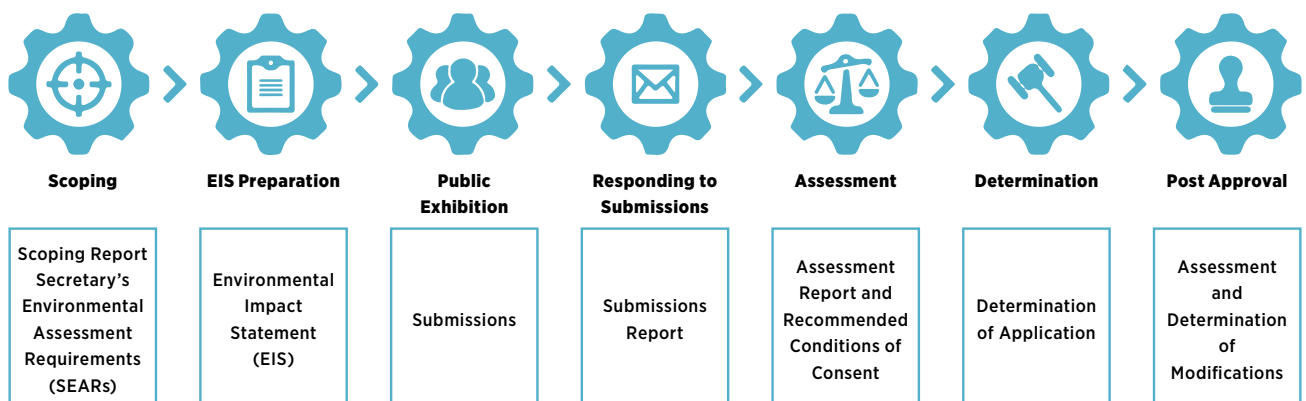 Scoping
EIS Preparation
Public
Exhibition
Responding to
Submissions
Assessment
Determination
Post Approval
Scoping Report
Secretary's
Environmental
Assessment
Requirements
(SEARs)
Environmental
Impact
Statement
(EIS)
Submissions
Submissions
Report
Assessment
Report and
Recommended
Conditions of
Consent
Determination
of Application
Assessment
and
Determination
of
Modifications